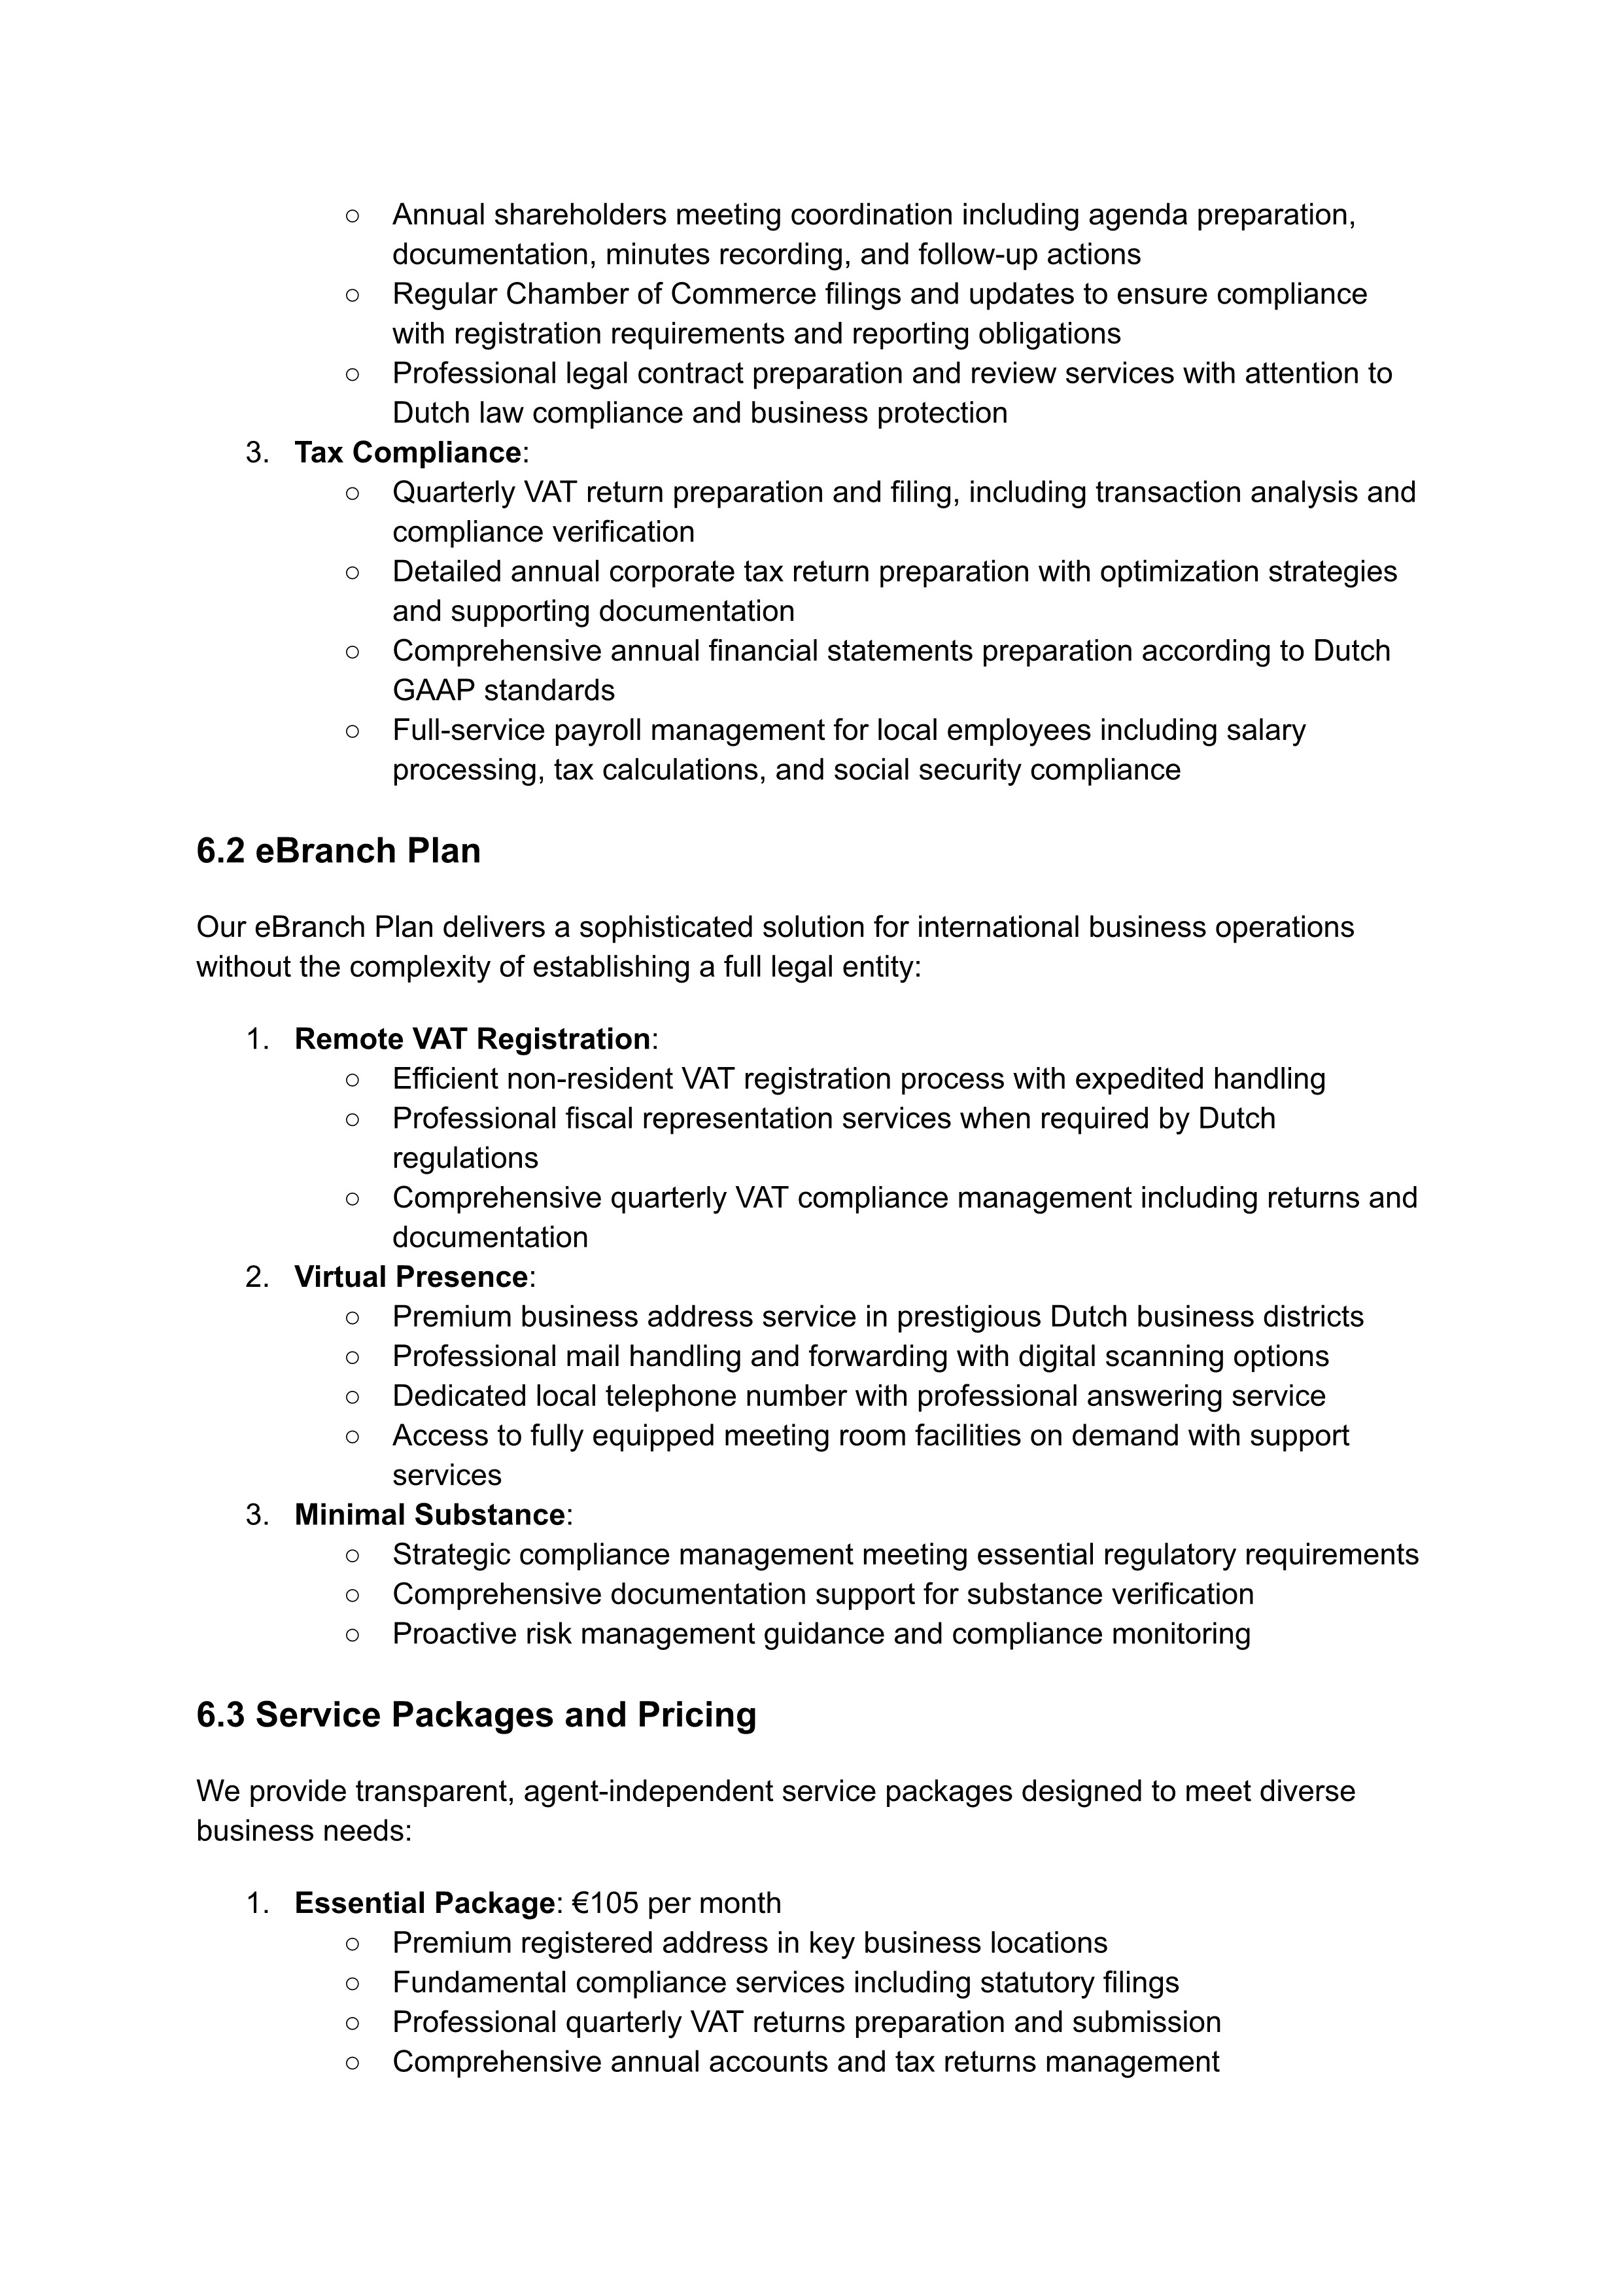 ○ Annual shareholders meeting coordination including agenda preparation,
documentation, minutes recording, and follow-up actions
○ Regular Chamber of Commerce filings and updates to ensure compliance
with registration requirements and reporting obligations
○ Professional legal contract preparation and review services with attention to
Dutch law compliance and business protection
3. Tax Compliance:
○ Quarterly VAT return preparation and filing, including transaction analysis and
compliance verification
○ Detailed annual corporate tax return preparation with optimization strategies
and supporting documentation
○ Comprehensive annual financial statements preparation according to Dutch
GAAP standards
○ Full-service payroll management for local employees including salary
processing, tax calculations, and social security compliance
6.2 eBranch Plan
Our eBranch Plan delivers a sophisticated solution for international business operations
without the complexity of establishing a full legal entity:
1. Remote VAT Registration:
○ Efficient non-resident VAT registration process with expedited handling
○ Professional fiscal representation services when required by Dutch
regulations
○ Comprehensive quarterly VAT compliance management including returns and
documentation
2. Virtual Presence:
○ Premium business address service in prestigious Dutch business districts
○ Professional mail handling and forwarding with digital scanning options
○ Dedicated local telephone number with professional answering service
○ Access to fully equipped meeting room facilities on demand with support
services
3. Minimal Substance:
○ Strategic compliance management meeting essential regulatory requirements
○ Comprehensive documentation support for substance verification
○ Proactive risk management guidance and compliance monitoring
6.3 Service Packages and Pricing
We provide transparent, agent-independent service packages designed to meet diverse
business needs:
1. Essential Package: €105 per month
○ Premium registered address in key business locations
○ Fundamental compliance services including statutory filings
○ Professional quarterly VAT returns preparation and submission
○ Comprehensive annual accounts and tax returns management